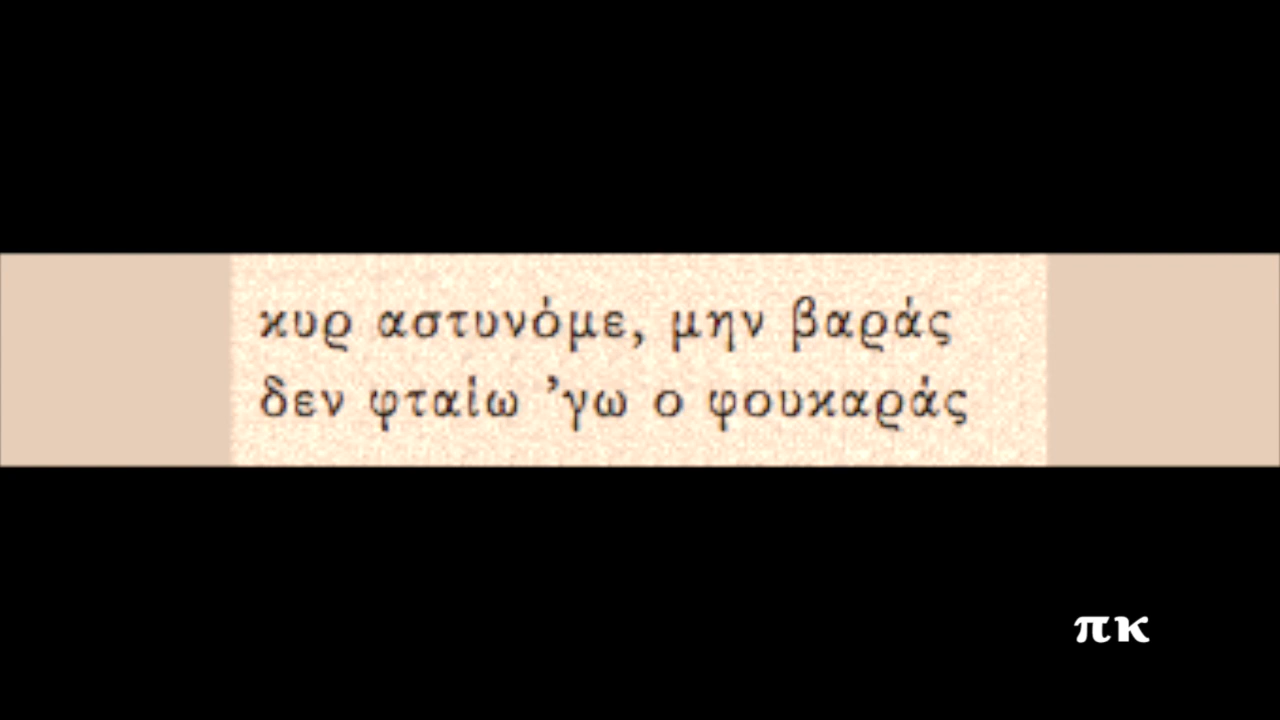 κυρ αστυνόμε, μην βαράς
δεν φταίω ’γω ο φουκαράς
πκ